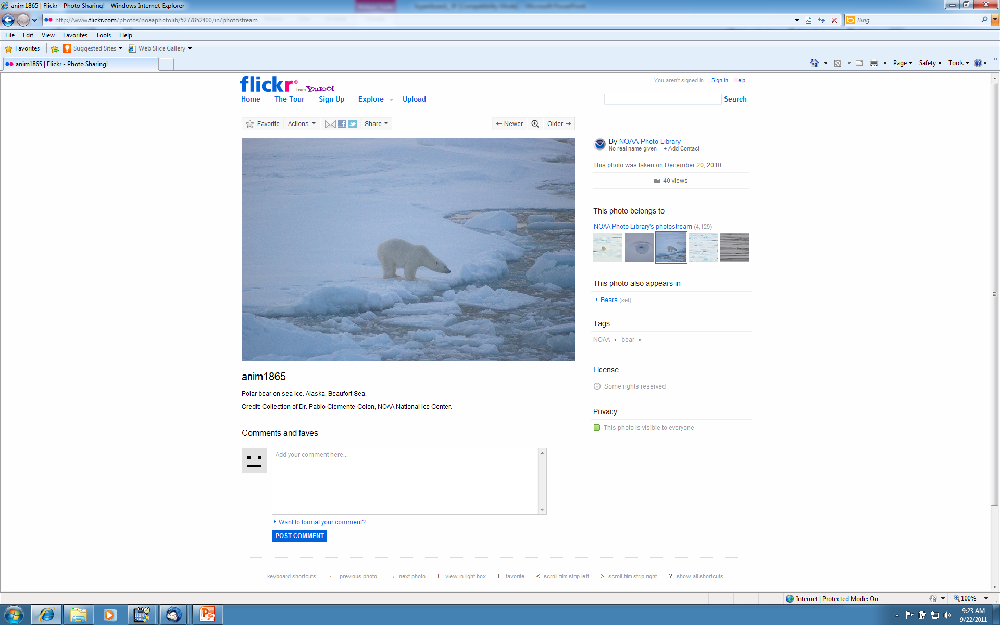 anim1865 | Flickr - Photo Sharing! - Windows Internet Explorer
http://www.flickr.com/photos/noaaphotolib/5277852400/in/photostream
Bing
File Edit View Favorites Tools Help
Favorites Suggested Sites Web Slice Gallery
anim1865 | Flickr - Photo Sharing!
Page Safety Tools
flickr from YAHOO!
You aren't signed in Sign In Help
Home The Tour Sign Up Explore Upload
Search
Favorite Actions Share
← Newer Older →
By NOAA Photo Library
No real name given + Add Contact
This photo was taken on December 20, 2010.
40 views
This photo belongs to
NOAA Photo Library's photostream (4,129)
This photo also appears in
Bears (set)
Tags
NOAA • bear •
License
Some rights reserved
Privacy
This photo is visible to everyone
anim1865
Polar bear on sea ice. Alaska, Beaufort Sea.
Credit: Collection of Dr. Pablo Clemente-Colon, NOAA National Ice Center.
Comments and faves
Add your comment here...
Want to format your comment?
POST COMMENT
keyboard shortcuts: ← previous photo → next photo L view in light box F favorite < scroll film strip left > scroll film strip right ? show all shortcuts
Internet | Protected Mode: On
100%
9:23 AM
9/22/2011